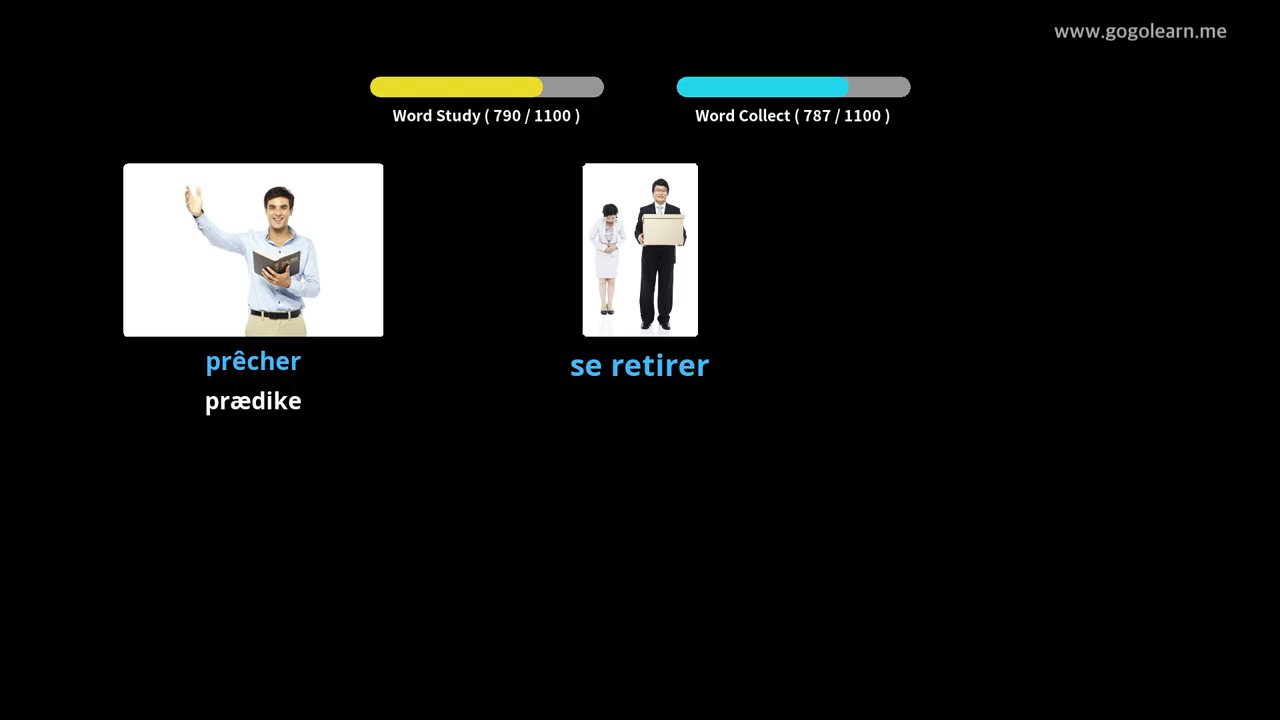 www.gogolearn.me
Word Study ( 790 / 1100 )
Word Collect ( 787 / 1100 )
prêcher
prædike
se retirer